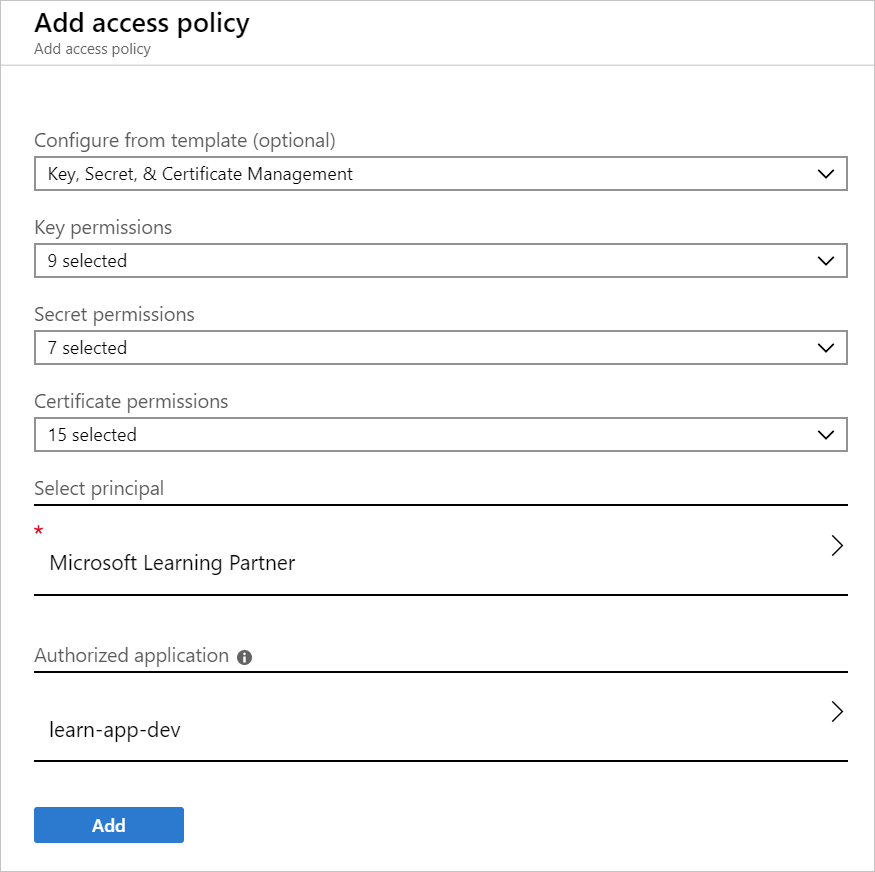 Add access policy
Add access policy
Configure from template (optional)
Key, Secret, & Certificate Management
Key permissions
9 selected
Secret permissions
7 selected
Certificate permissions
15 selected
Select principal
*
Microsoft Learning Partner
Authorized application
learn-app-dev
Add